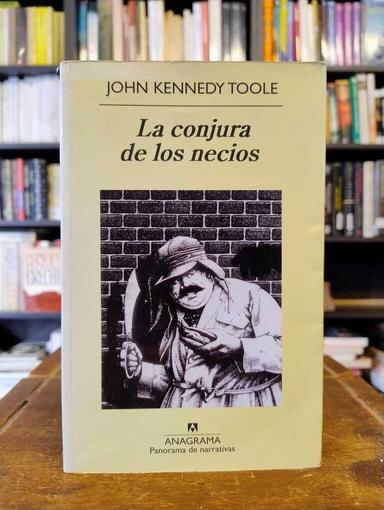 JOHN KENNEDY TOOLE
La conjura
de los necios
ANAGRAMA
Panorama de narrativas